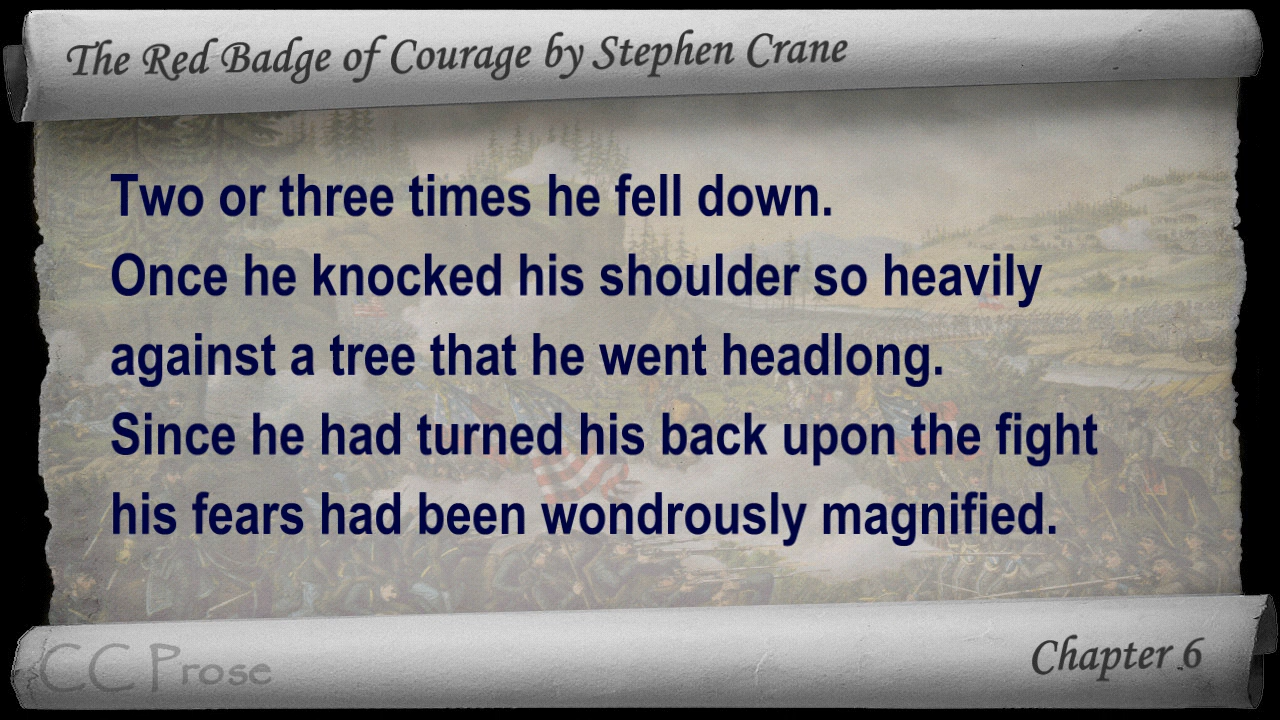 The Red Badge of Courage by Stephen Crane
Two or three times he fell down.
Once he knocked his shoulder so heavily
against a tree that he went headlong.
Since he had turned his back upon the fight
his fears had been wondrously magnified.
CC Prose
Chapter 6